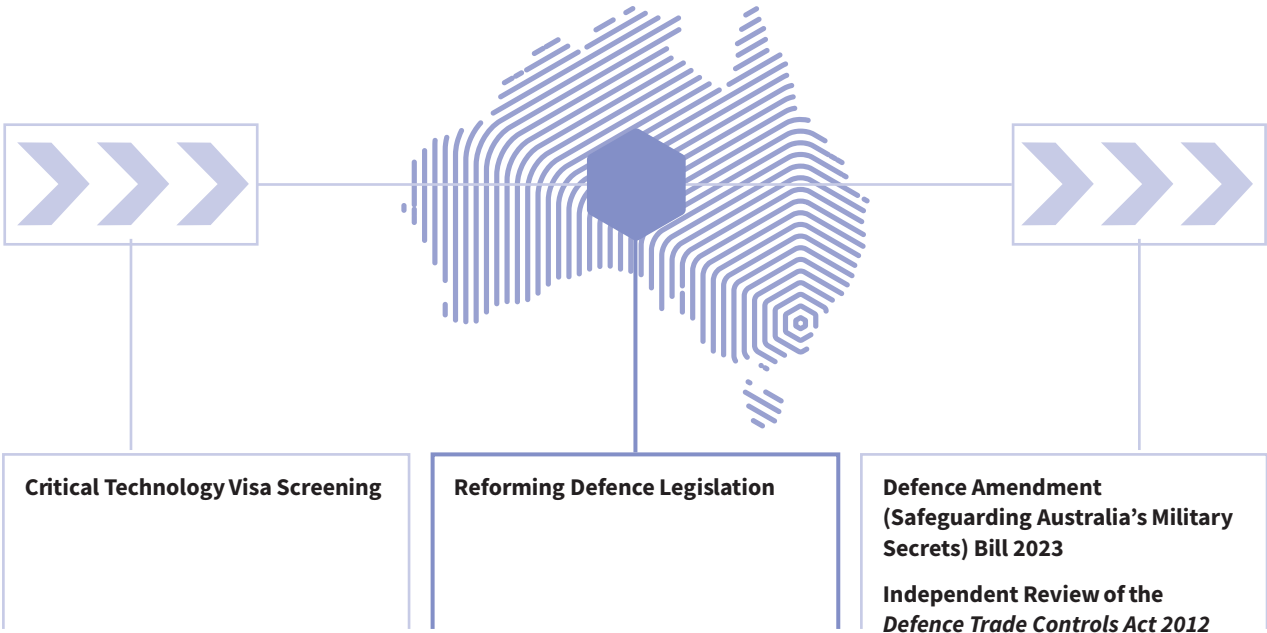 Critical Technology Visa Screening
Reforming Defence Legislation
Defence Amendment
(Safeguarding Australia’s Military
Secrets) Bill 2023
Independent Review of the
Defence Trade Controls Act 2012